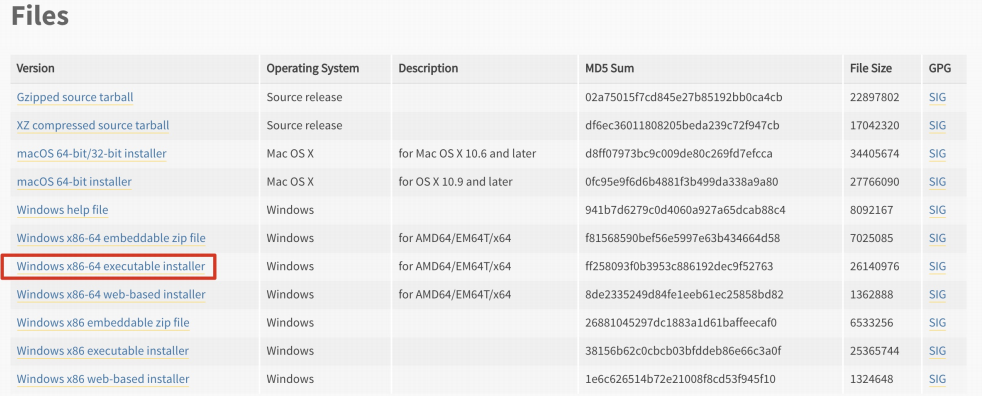 Files
Version Operating System Description MD5 Sum File Size GPG
Gzipped source tarball Source release 02a75015f7cd845e27b85192bb0ca4cb 22897802 SIG
XZ compressed source tarball Source release df6ec36011808205beda239c72f947cb 17042320 SIG
macOS 64-bit/32-bit installer Mac OS X for Mac OS X 10.6 and later d8ff07973bc9c009de80c269fd7efcca 34405674 SIG
macOS 64-bit installer Mac OS X for OS X 10.9 and later 0fc95e9f6d6b4881f3b499da338a9a80 27766090 SIG
Windows help file Windows 941b7d6279c0d4060a927a65dcab88c4 8092167 SIG
Windows x86-64 embeddable zip file Windows for AMD64/EM64T/x64 f81568590bef56e5997e63b434664d58 7025085 SIG
Windows x86-64 executable installer Windows for AMD64/EM64T/x64 ff258093f0b3953c886192dec9f52763 26140976 SIG
Windows x86-64 web-based installer Windows for AMD64/EM64T/x64 8de2335249d84fe1eeb61ec25858bd82 1362888 SIG
Windows x86 embeddable zip file Windows 26881045297dc1883a1d61baffeecaf0 6533256 SIG
Windows x86 executable installer Windows 38156b62c0cbcb03bfddeb86e66c3a0f 25365744 SIG
Windows x86 web-based installer Windows 1e6c626514b72e21008f8cd53f945f10 1324648 SIG